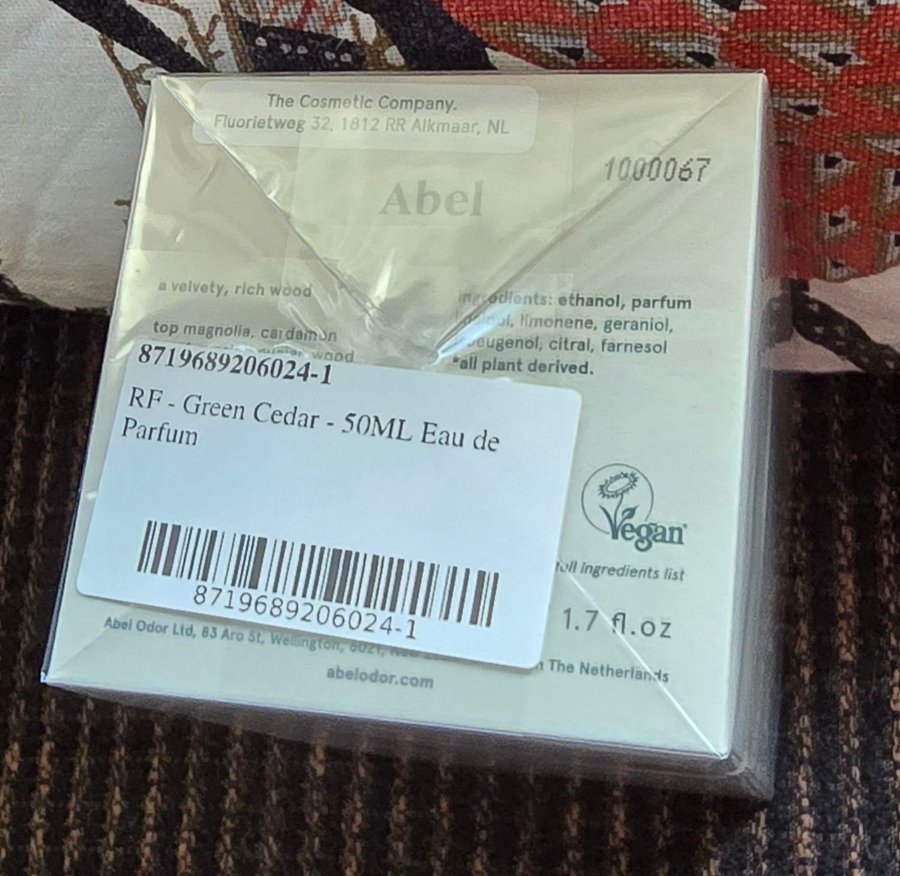 The Cosmetic Company.
Fluorietweg 32, 1812 RR Alkmaar, NL
1000067
Abel
a velvety, rich wood
top magnolia, cardamon
wood
ingredients: ethanol, parfum
limonene, geraniol,
eugenol, citral, farnesol
*all plant derived.
8719689206024-1
RF - Green Cedar - 50ML Eau de
Parfum
8719689206024-1
Vegan
full ingredients list
1.7 fl.oz
Abel Odor Ltd, 83 Aro St, Wellington, 6021,
The Netherlands
abelodor.com